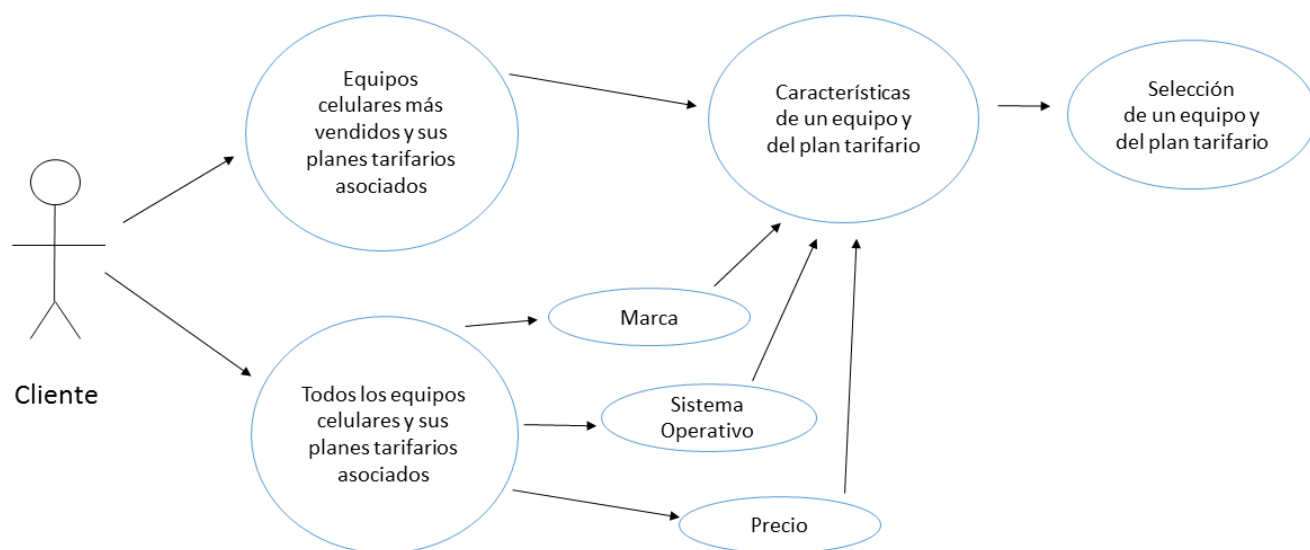 Equipos
celulares más
vendidos y sus
planes tarifarios
asociados
Características
de un equipo y
del plan tarifario
Selección
de un equipo y
del plan tarifario
Cliente
Todos los equipos
celulares y sus
planes tarifarios
asociados
Marca
Sistema
Operativo
Precio